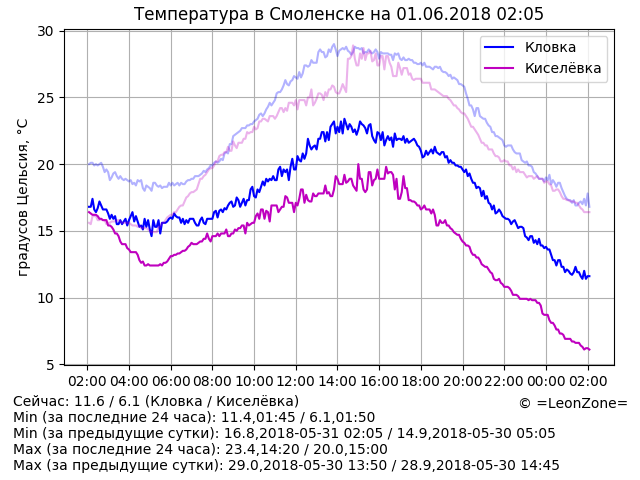 Температура в Смоленске на 01.06.2018 02:05
30
25
20
15
10
5
градусов Цельсия, °C
Кловка
Киселёвка
02:00 04:00 06:00 08:00 10:00 12:00 14:00 16:00 18:00 20:00 22:00 00:00 02:00
Сейчас: 11.6 / 6.1 (Кловка / Киселёвка)
© =LeonZone=
Min (за последние 24 часа): 11.4,01:45 / 6.1,01:50
Min (за предыдущие сутки): 16.8,2018-05-31 02:05 / 14.9,2018-05-30 05:05
Max (за последние 24 часа): 23.4,14:20 / 20.0,15:00
Max (за предыдущие сутки): 29.0,2018-05-30 13:50 / 28.9,2018-05-30 14:45